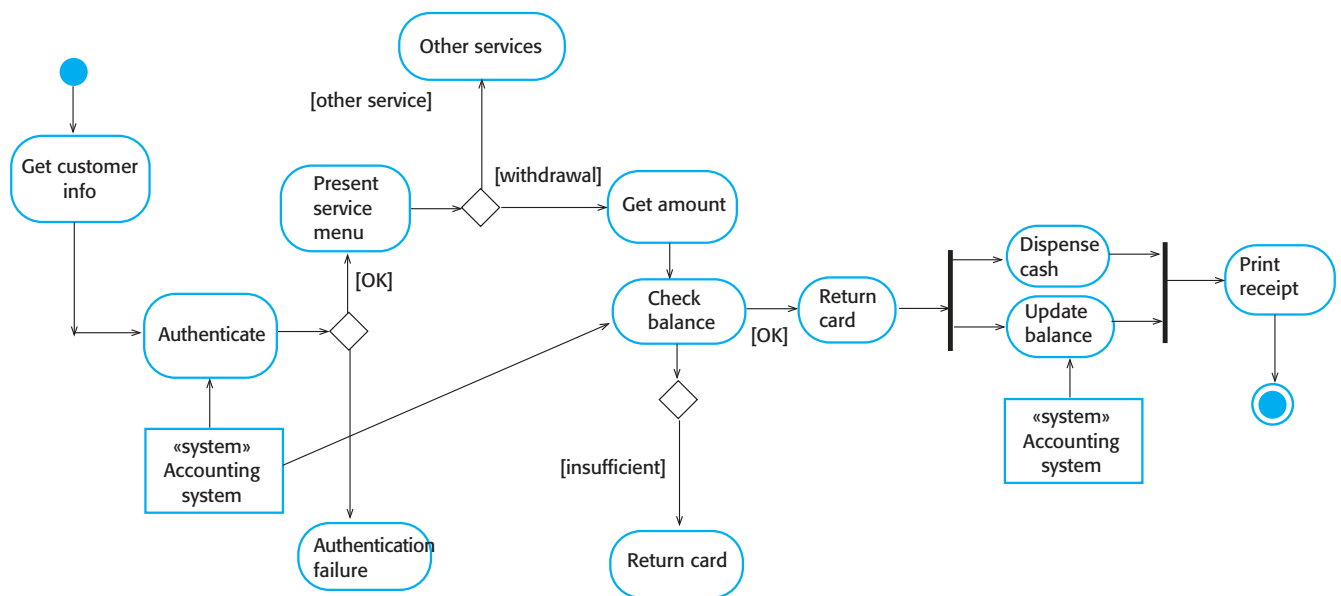 Other services
[other service]
Get customer
info
Present
service
menu
[withdrawal]
Get amount
[OK]
Authenticate
Check
balance
[OK]
Return
card
Dispense
cash
Update
balance
Print
receipt
«system»
Accounting
system
[insufficient]
«system»
Accounting
system
Authentication
failure
Return card